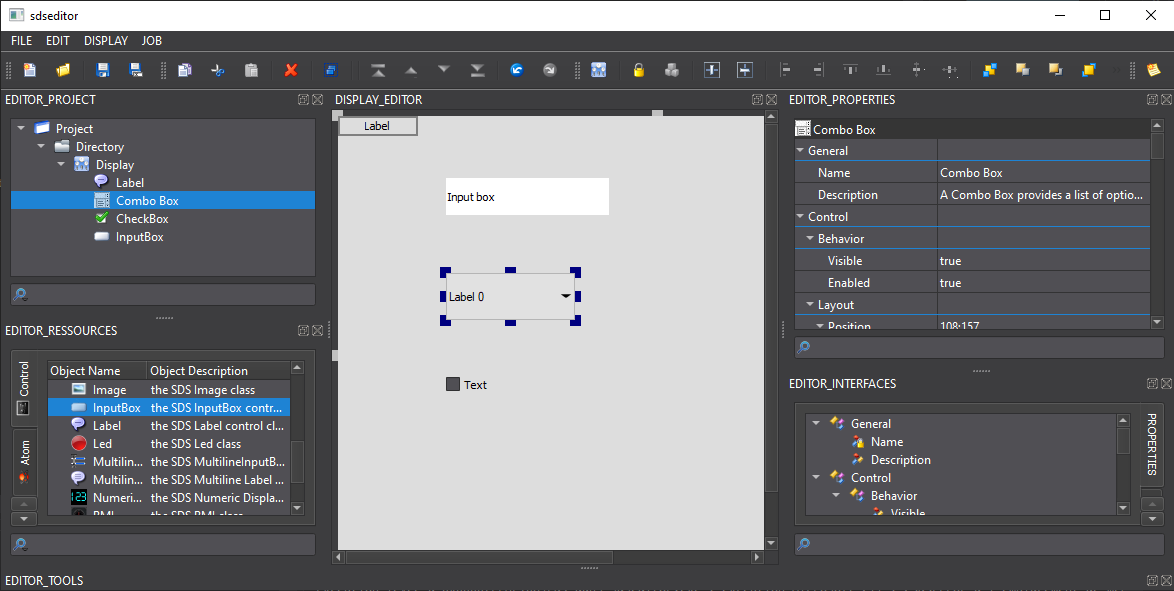 sdseditor
FILE EDIT DISPLAY JOB
EDITOR_PROJECT
Project
Directory
Display
Label
Combo Box
CheckBox
InputBox
EDITOR_RESSOURCES
Control
Atom
Object Name Object Description
Image the SDS Image class
InputBox the SDS InputBox contr...
Label the SDS Label control cl...
Led the SDS Led class
Multilin... the SDS MultilineInputB...
Multilin... the SDS Multiline Label ...
Numeric... the SDS Numeric Displa...
EDITOR_TOOLS
DISPLAY_EDITOR
Label
Input box
Label 0
Text
EDITOR_PROPERTIES
Combo Box
General
Name Combo Box
Description A Combo Box provides a list of optio...
Control
Behavior
Visible true
Enabled true
Layout
Position 108;157
EDITOR_INTERFACES
PROPERTIES
General
Name
Description
Control
Behavior
Visible